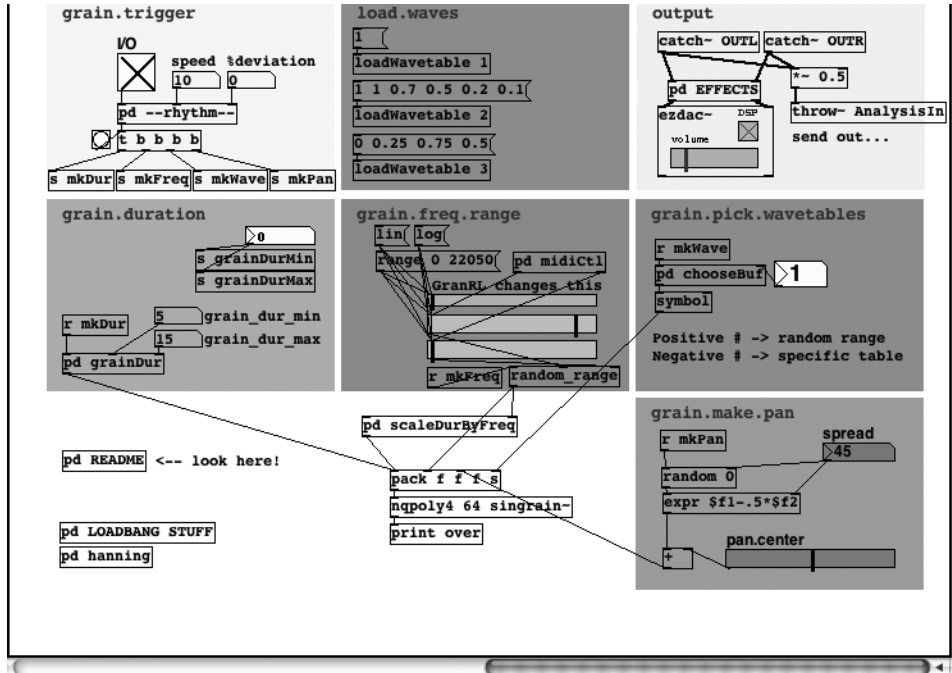 grain.trigger
I/O
speed %deviation
10
0
pd --rhythm--
t b b b b
s mkDur
s mkFreq
s mkWave
s mkPan
load.waves
1
loadWavetable 1
1 1 0.7 0.5 0.2 0.1
loadWavetable 2
0 0.25 0.75 0.5
loadWavetable 3
output
catch~ OUTL
catch~ OUTR
*~ 0.5
pd EFFECTS
ezdac~
DSP
volume
throw~ AnalysisIn
send out...
grain.duration
0
s grainDurMin
s grainDurMax
r mkDur
5
grain_dur_min
15
grain_dur_max
pd grainDur
grain.freq.range
lin
log
range 0 22050
pd midiCtl
GranRL changes this
r mkFreq
random_range
grain.pick.wavetables
r mkWave
pd chooseBuf
1
symbol
Positive # -> random range
Negative # -> specific table
pd scaleDurByFreq
pd README
<-- look here!
pack f f f s
nqpoly4 64 singrain~
print over
pd LOADBANG STUFF
pd hanning
grain.make.pan
r mkPan
spread
45
random 0
expr $f1-.5*$f2
pan.center
+